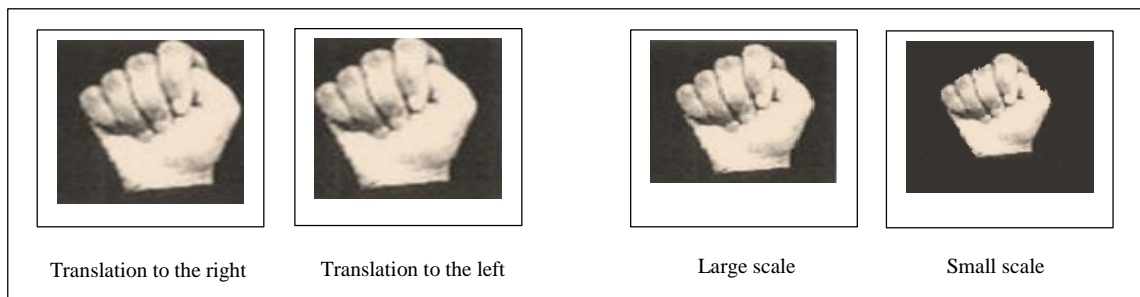 Translation to the right
Translation to the left
Large scale
Small scale